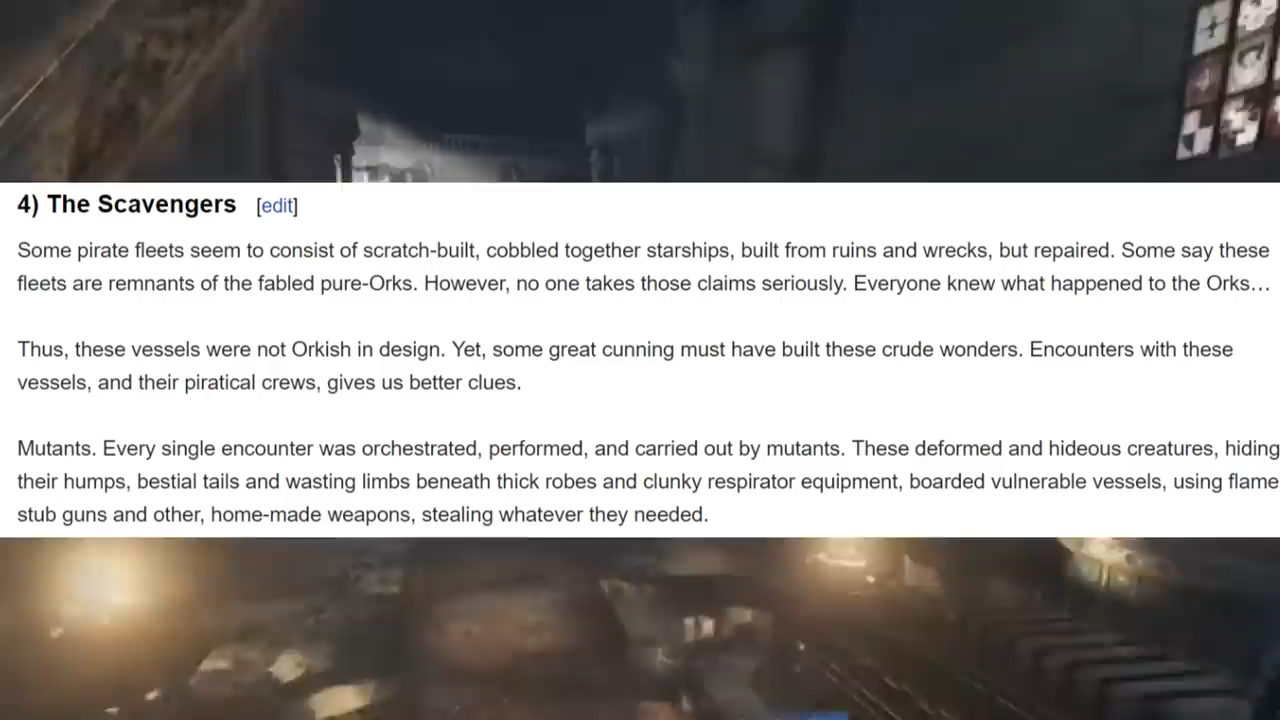 4) The Scavengers [edit]
Some pirate fleets seem to consist of scratch-built, cobbled together starships, built from ruins and wrecks, but repaired. Some say these
fleets are remnants of the fabled pure-Orks. However, no one takes those claims seriously. Everyone knew what happened to the Orks…
Thus, these vessels were not Orkish in design. Yet, some great cunning must have built these crude wonders. Encounters with these
vessels, and their piratical crews, gives us better clues.
Mutants. Every single encounter was orchestrated, performed, and carried out by mutants. These deformed and hideous creatures, hiding
their humps, bestial tails and wasting limbs beneath thick robes and clunky respirator equipment, boarded vulnerable vessels, using flame
stub guns and other, home-made weapons, stealing whatever they needed.